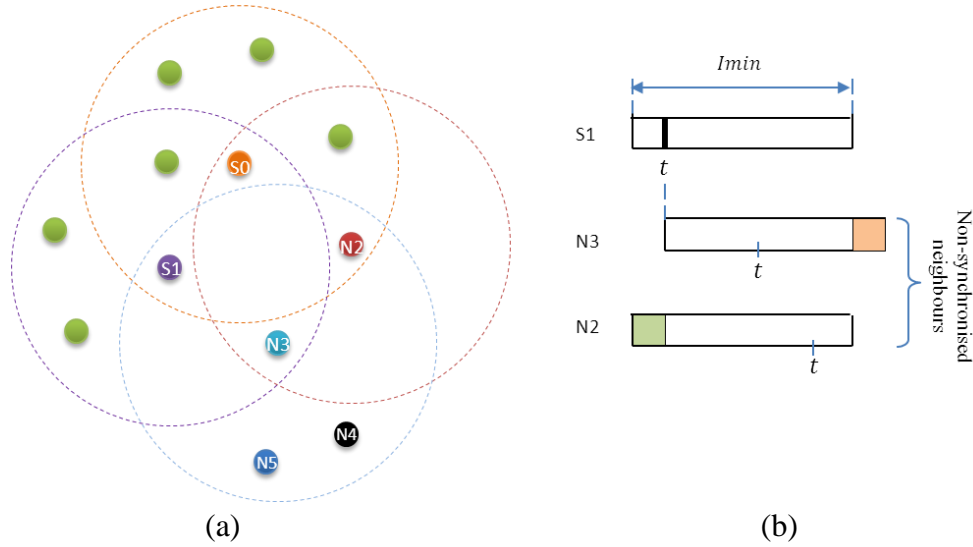 S0
N2
S1
N3
N4
N5
(a)
Imin
S1
t
N3
t
N2
t
Non-synchronised
neighbours
(b)